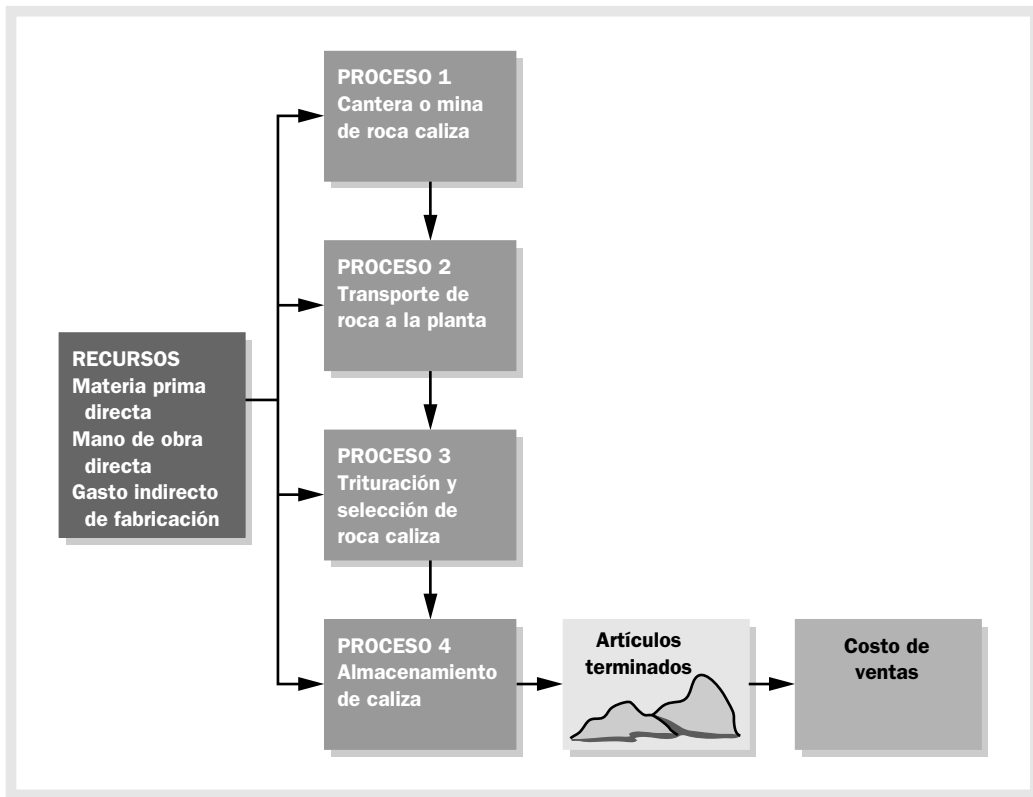 PROCESO 1
Cantera o mina
de roca caliza
PROCESO 2
Transporte de
roca a la planta
RECURSOS
Materia prima
directa
Mano de obra
directa
Gasto indirecto
de fabricación
PROCESO 3
Trituración y
selección de
roca caliza
PROCESO 4
Almacenamiento
de caliza
Artículos
terminados
Costo de
ventas